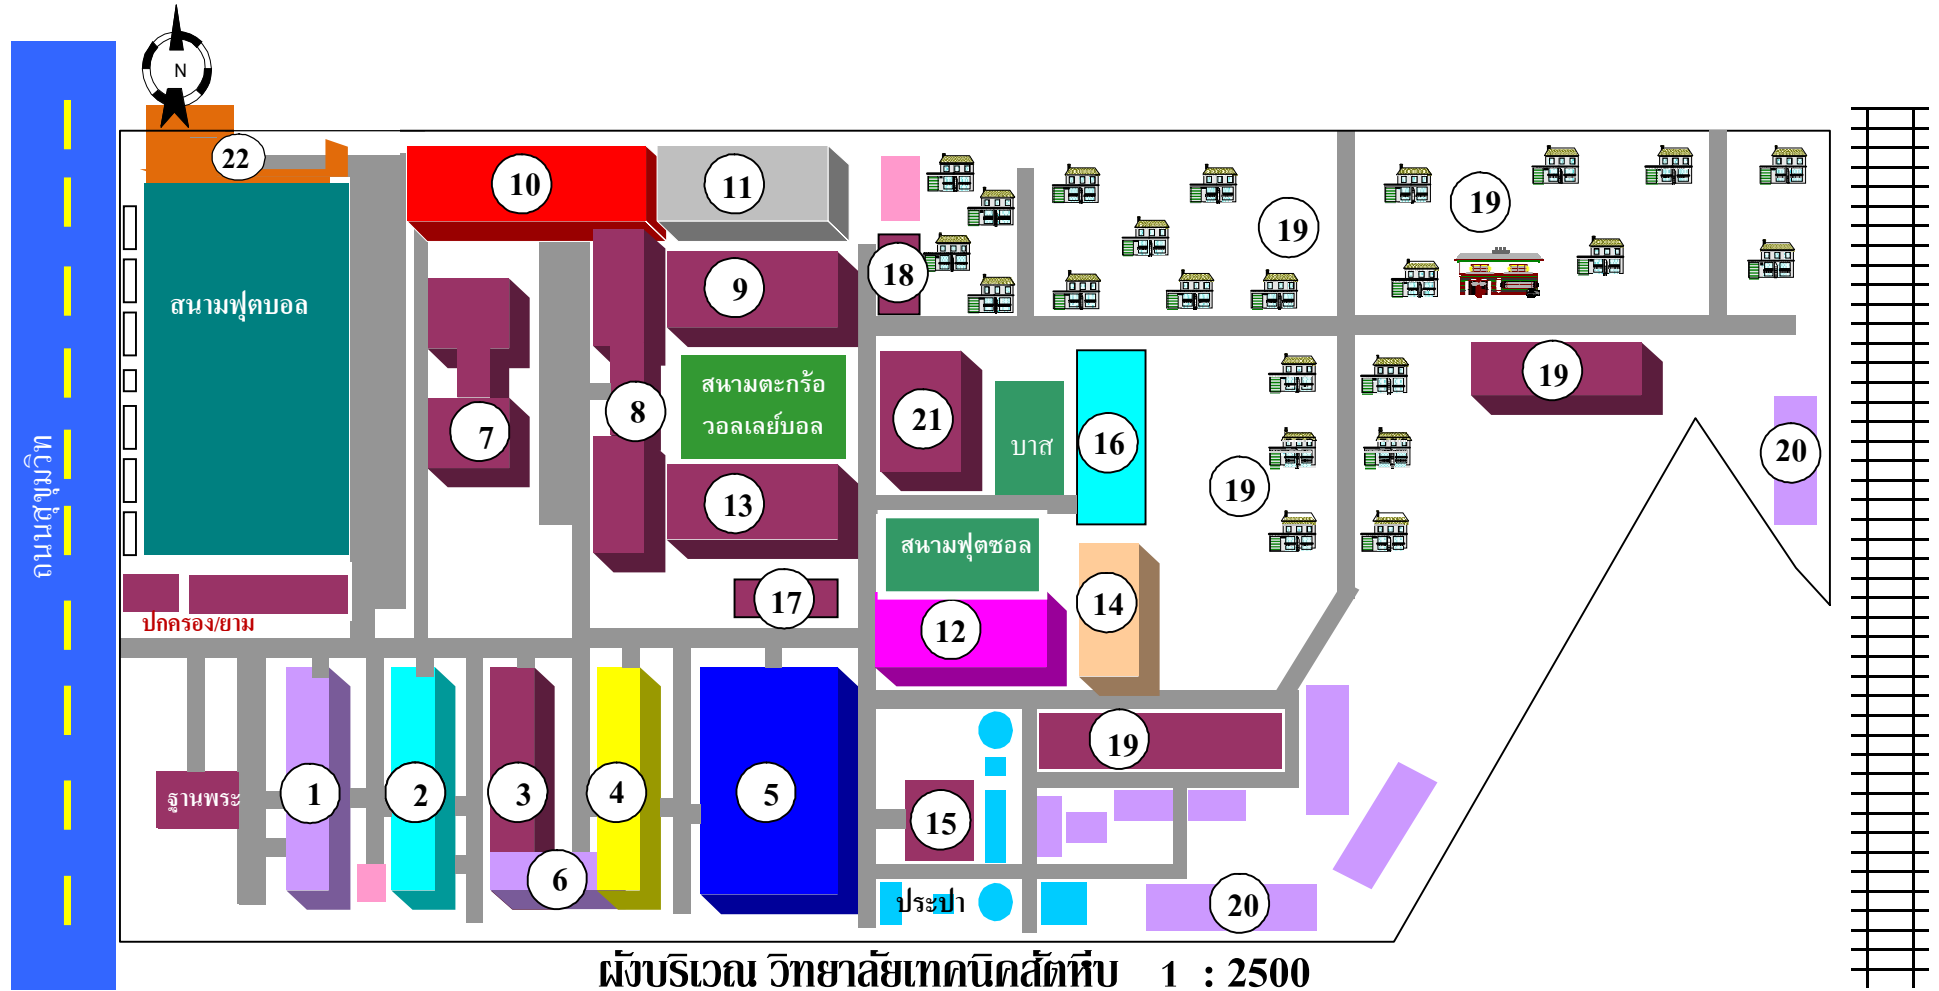 N
22
10
11
18
19
19
สนามฟุตบอล
9
สนามตะกร้อ
วอลเลย์บอล
19
7
8
21
บาส
16
20
ถนนสุขุมวิท
13
19
สนามฟุตซอล
17
14
12
ปกครอง/ยาม
19
ฐานพระ
1
2
3
4
5
15
6
ประปา
20
ผังบริเวณ วิทยาลัยเทคนิคสัตหีบ 1 : 2500